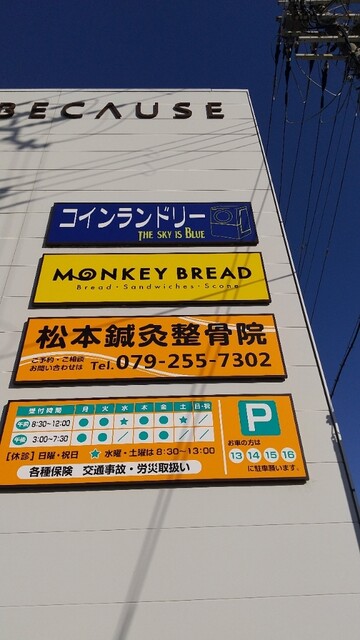 BECAUSE
コインランドリー
THE SKY IS BLUE
MONKEY BREAD
Bread・Sandwiches・Scone
松本鍼灸整骨院
ご予約・ご相談
お問い合わせは Tel.079-255-7302
受付時間 月 火 水 木 金 土 日・祝
午前 8:30~12:00 ● ● ★ ● ● ★ ／
午後 3:00~7:30 ● ● ／ ● ● ／ ／
【休診】日曜・祝日 ★ 水曜・土曜は 8:30~13:00
各種保険 交通事故・労災取扱い
P
お車の方は
13 14 15 16
に駐車願います。